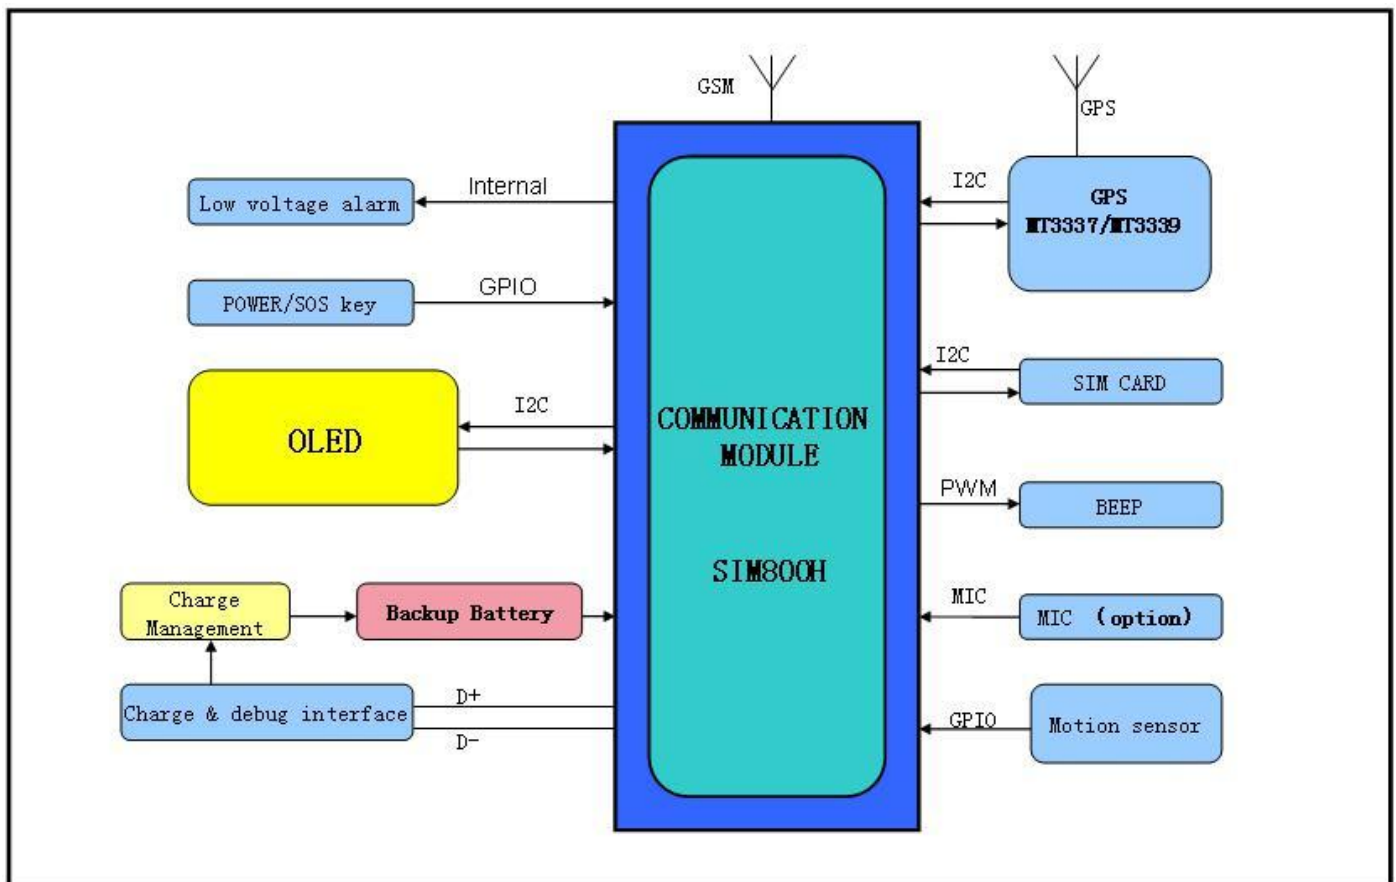 GSM
GPS
Internal
Low voltage alarm
I2C
GPS
MT3337/MT3339
GPIO
POWER/SOS key
I2C
SIM CARD
I2C
OLED
COMMUNICATION
MODULE
SIM800H
PWM
BEEP
Charge
Management
Backup Battery
MIC
MIC (option)
Charge & debug interface
D+
D-
GPIO
Motion sensor